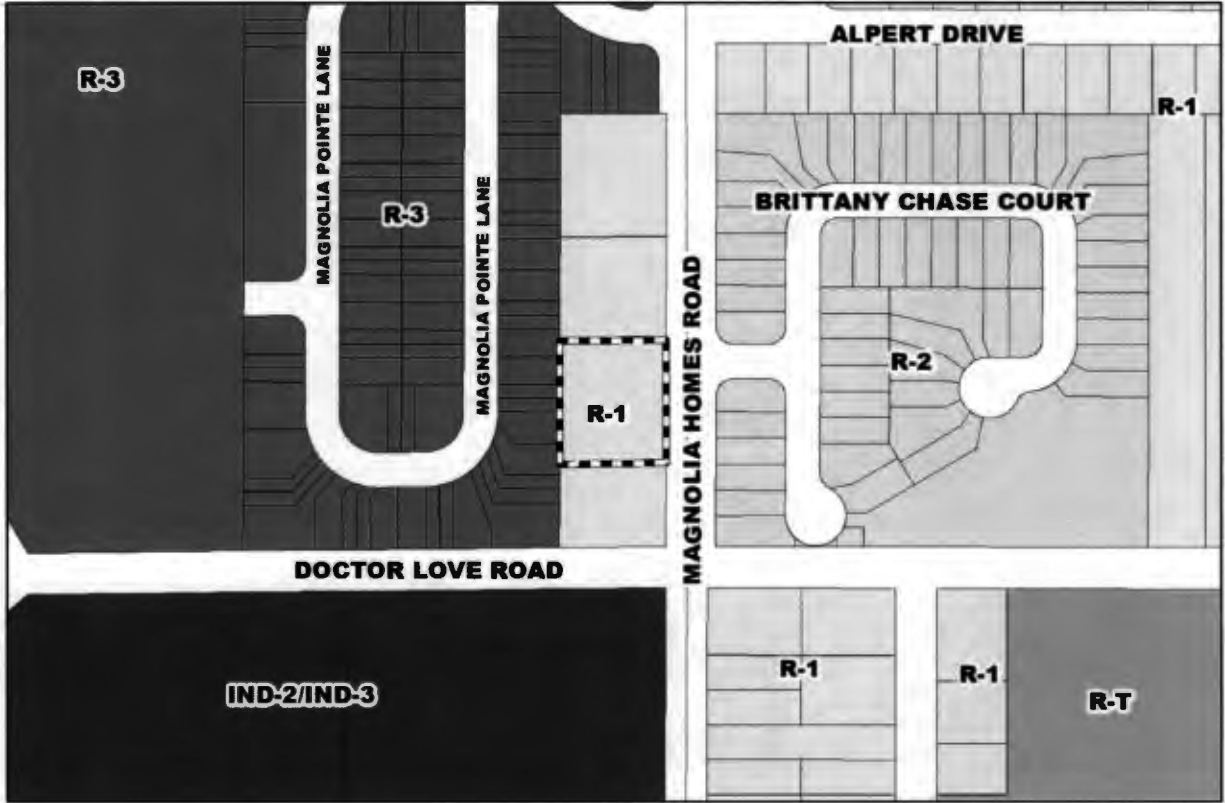 ALPERT DRIVE
R-3
MAGNOLIA POINTE LANE
R-1
BRITTANY CHASE COURT
R-3
MAGNOLIA POINTE LANE
MAGNOLIA HOMES ROAD
R-2
R-1
DOCTOR LOVE ROAD
R-1
R-1
IND-2/IND-3
R-T